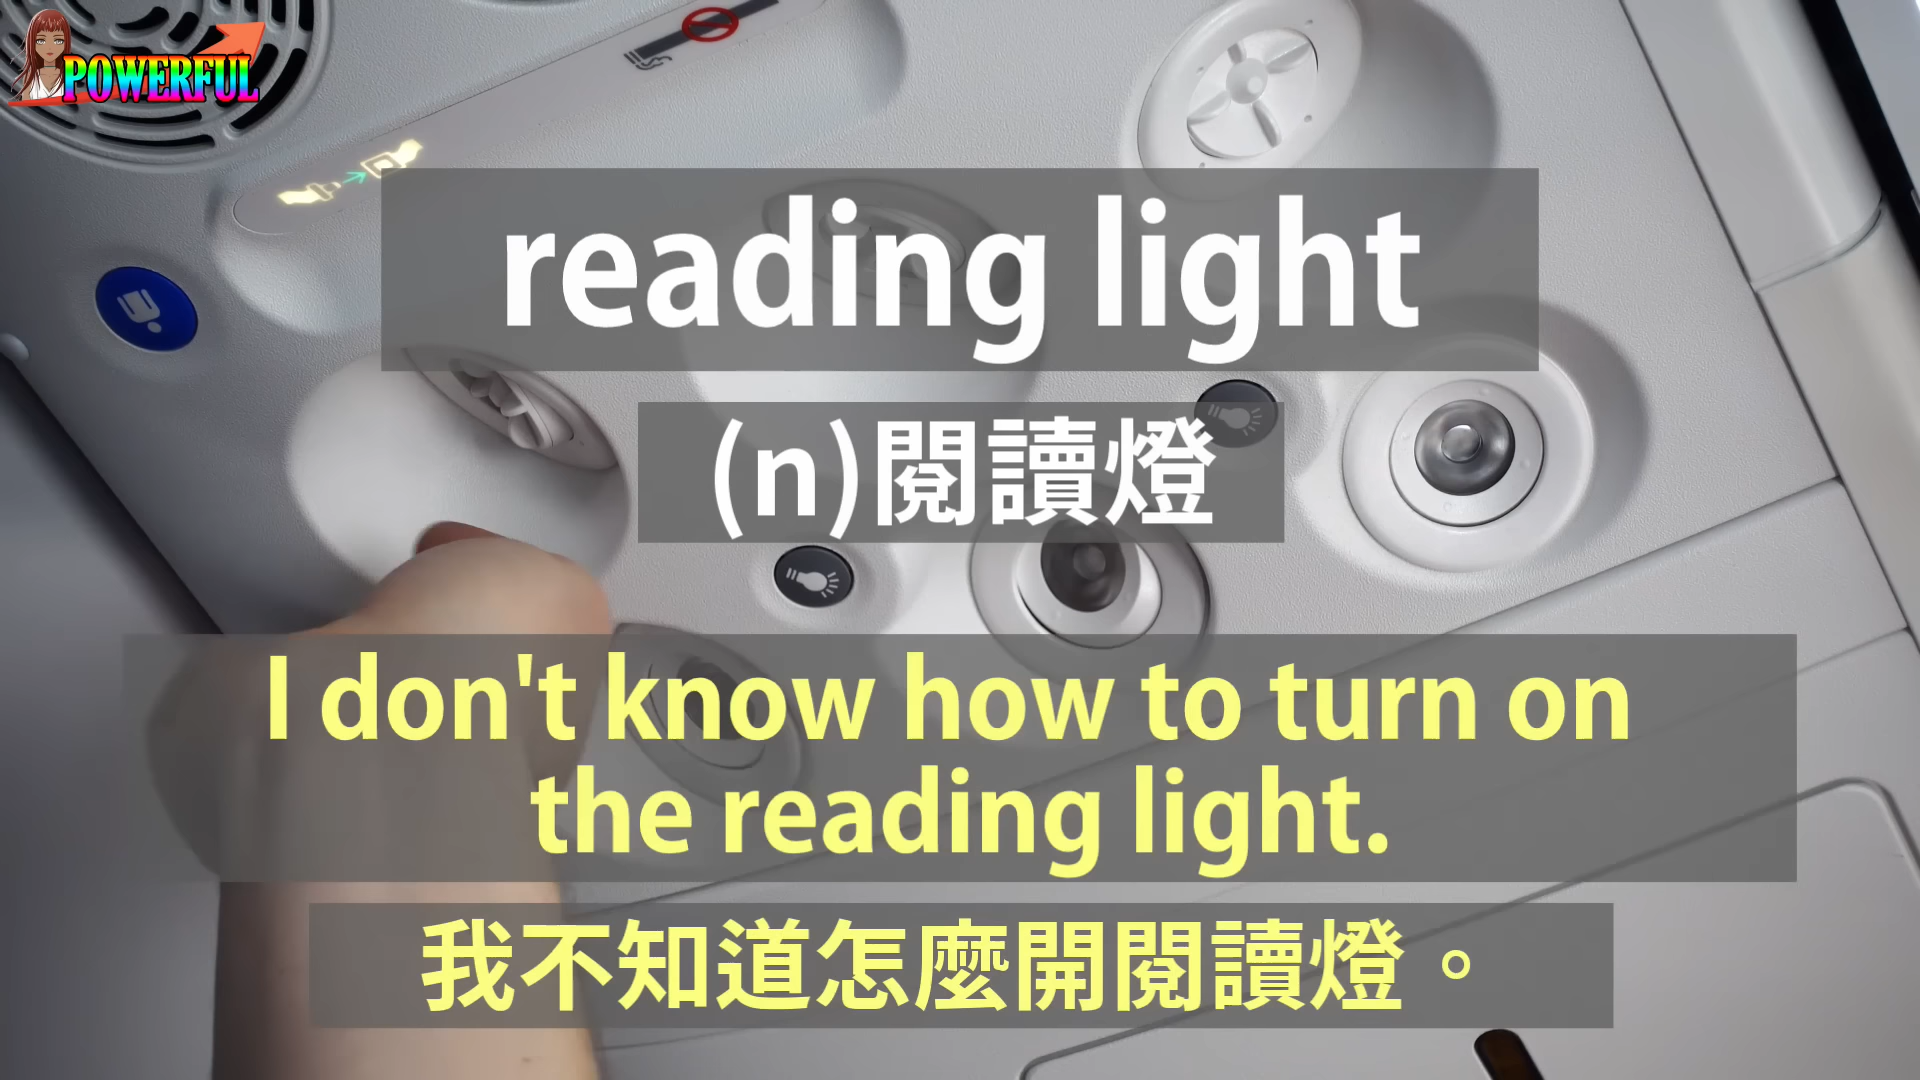 POWERFUL
reading light
(n)閱讀燈
I don't know how to turn on
the reading light.
我不知道怎麼開閱讀燈。